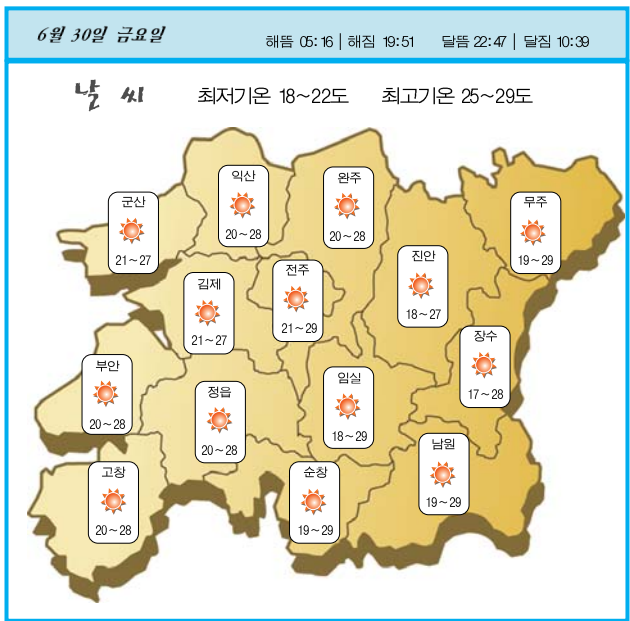 6월 30일 금요일
해뜸 05:16 | 해짐 19:51 달뜸 22:47 | 달짐 10:39
날 씨
최저기온 18~22도 최고기온 25~29도
군산
21~27
익산
20~28
완주
20~28
무주
19~29
김제
21~27
전주
21~29
진안
18~27
장수
17~28
부안
20~28
정읍
20~28
임실
18~29
남원
19~29
고창
20~28
순창
19~29